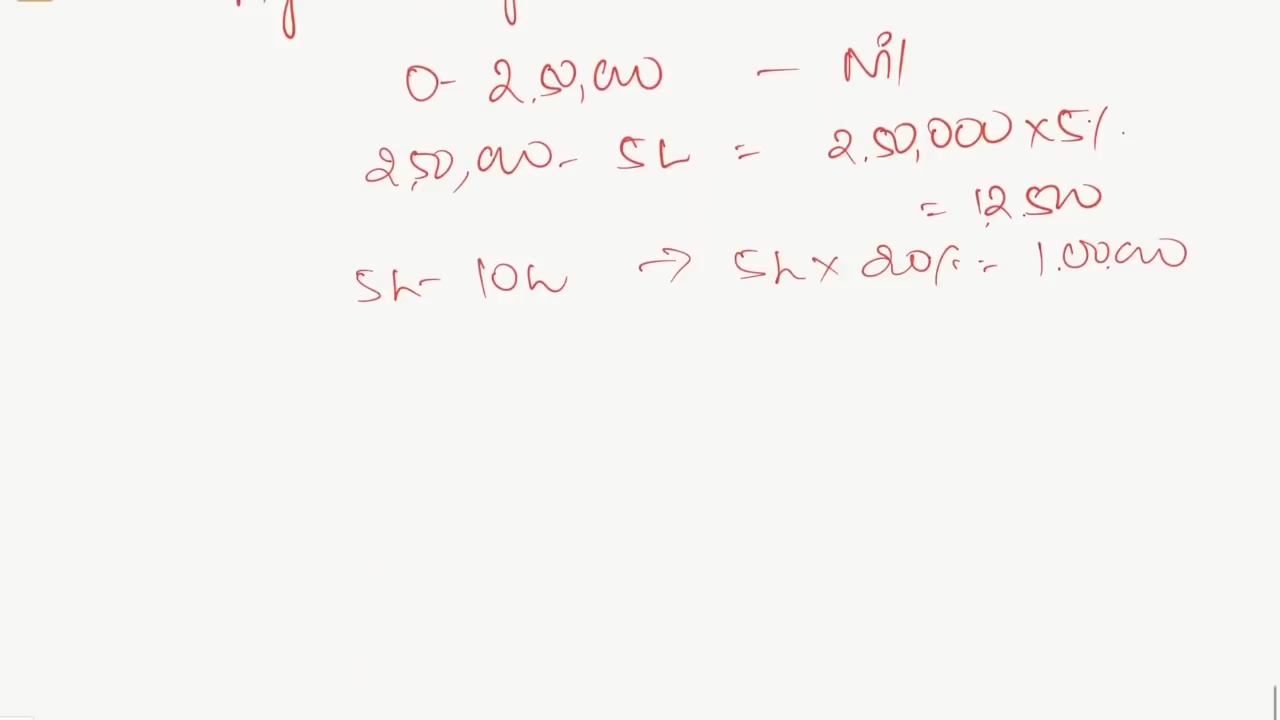 0- 2,50,000 - Nil
2,50,000 - 5L = 2,50,000 x 5%
= 12,500
5L - 10L → 5L x 20% = 1,00,000